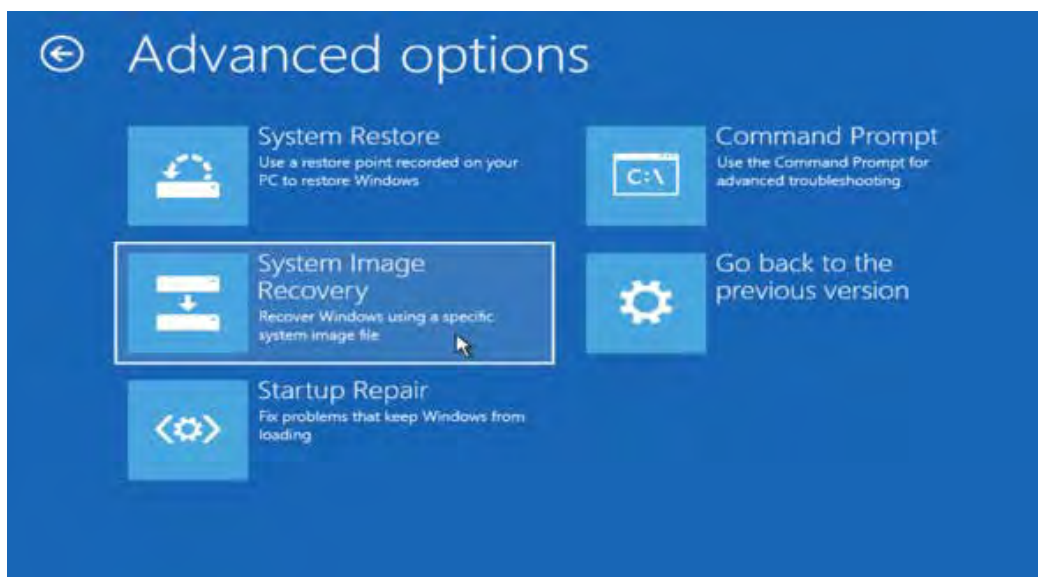 Advanced options
System Restore
Use a restore point recorded on your
PC to restore Windows
System Image
Recovery
Recover Windows using a specific
system image file
Startup Repair
Fix problems that keep Windows from
loading
Command Prompt
Use the Command Prompt for
advanced troubleshooting
C:\
Go back to the
previous version